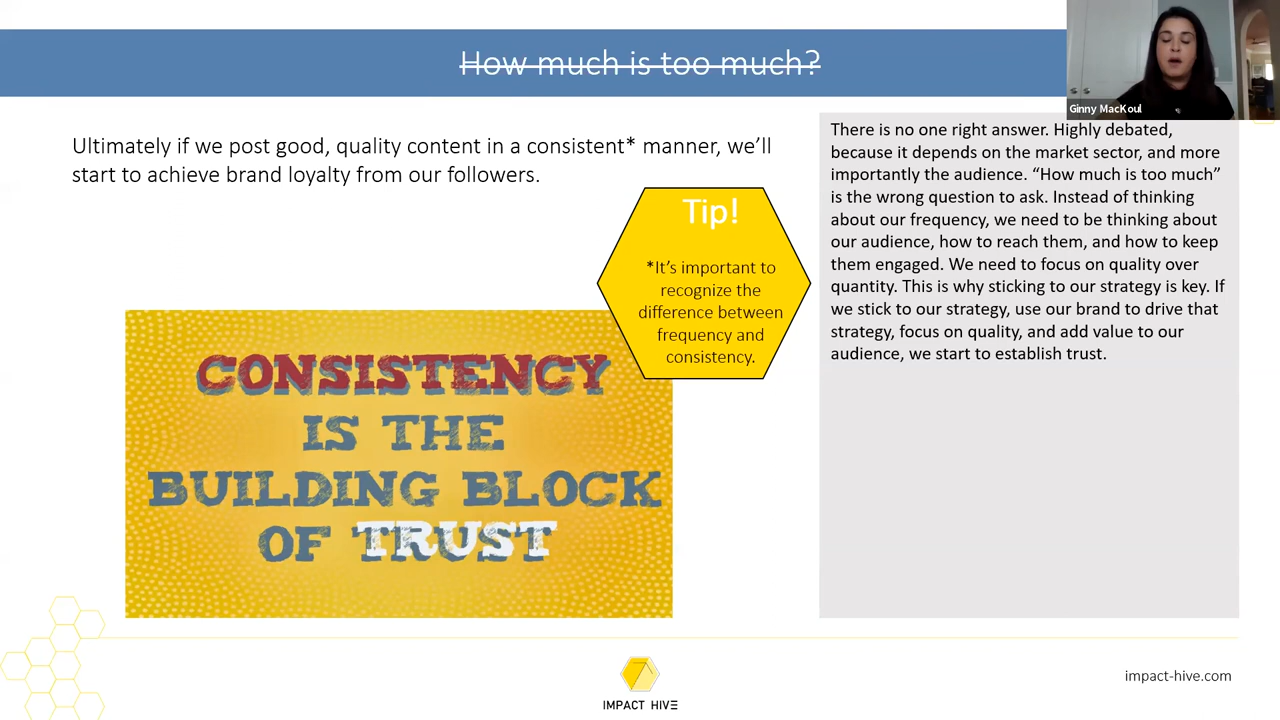 How much is too much?
Ginny MacKoul
Ultimately if we post good, quality content in a consistent* manner, we’ll
start to achieve brand loyalty from our followers.
Tip!
*It’s important to
recognize the
difference between
frequency and
consistency.
CONSISTENCY
IS THE
BUILDING BLOCK
OF TRUST
There is no one right answer. Highly debated,
because it depends on the market sector, and more
importantly the audience. “How much is too much”
is the wrong question to ask. Instead of thinking
about our frequency, we need to be thinking about
our audience, how to reach them, and how to keep
them engaged. We need to focus on quality over
quantity. This is why sticking to our strategy is key. If
we stick to our strategy, use our brand to drive that
strategy, focus on quality, and add value to our
audience, we start to establish trust.
IMPACT HIVE
impact-hive.com